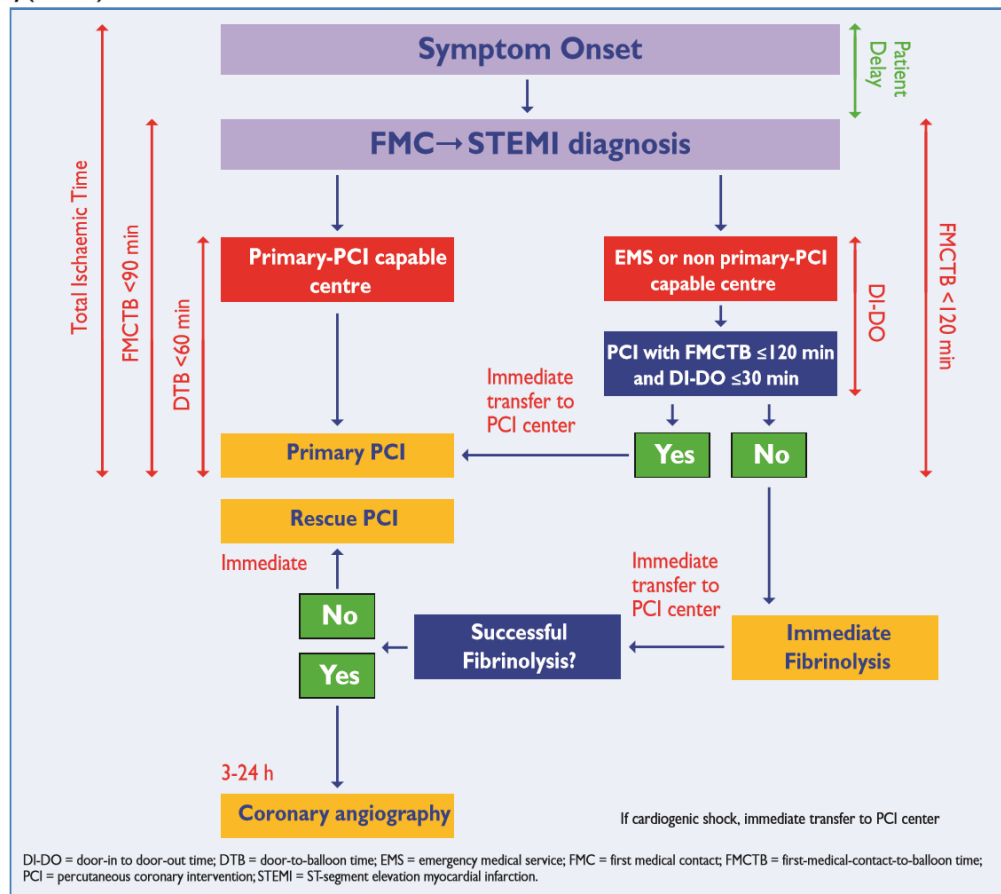 Symptom Onset
Patient
Delay
FMC→ STEMI diagnosis
Total Ischaemic Time
FMCTB <90 min
DTB <60 min
Primary-PCI capable
centre
EMS or non primary-PCI
capable centre
DI-DO
FMCTB <120 min
PCI with FMCTB ≤120 min
and DI-DO ≤30 min
Immediate
transfer to
PCI center
Primary PCI
Yes
No
Rescue PCI
Immediate
Immediate
transfer to
PCI center
No
Yes
Successful
Fibrinolysis?
Immediate
Fibrinolysis
3-24 h
Coronary angiography
If cardiogenic shock, immediate transfer to PCI center
DI-DO = door-in to door-out time; DTB = door-to-balloon time; EMS = emergency medical service; FMC = first medical contact; FMCTB = first-medical-contact-to-balloon time;
PCI = percutaneous coronary intervention; STEMI = ST-segment elevation myocardial infarction.